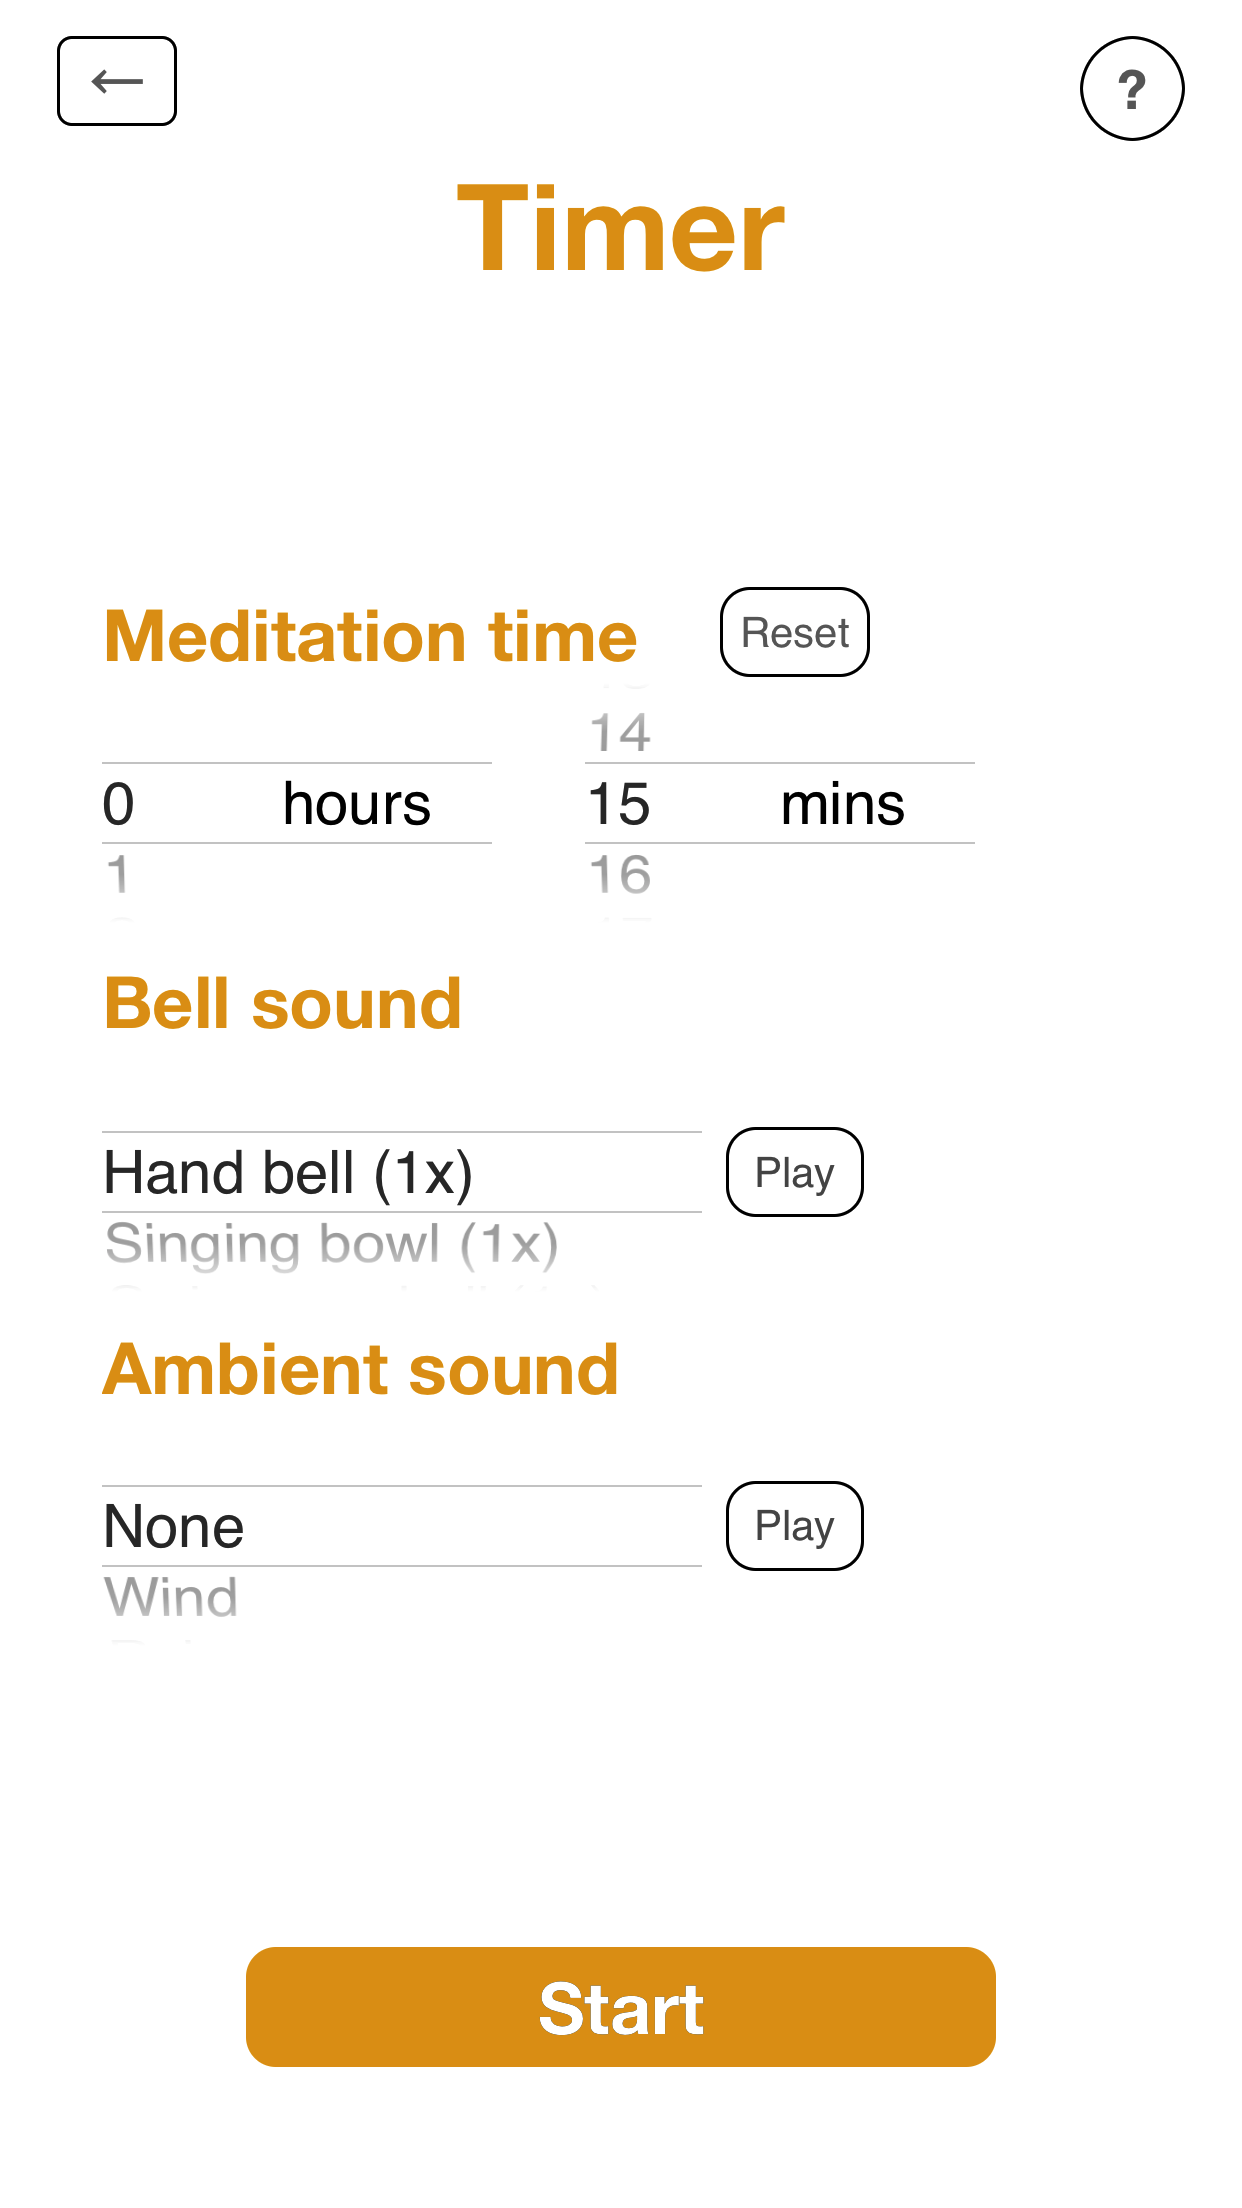 ←
?
Timer
Meditation time
Reset
14
0 hours 15 mins
1 16
Bell sound
Hand bell (1x)
Play
Singing bowl (1x)
Ambient sound
None
Play
Wind
Start